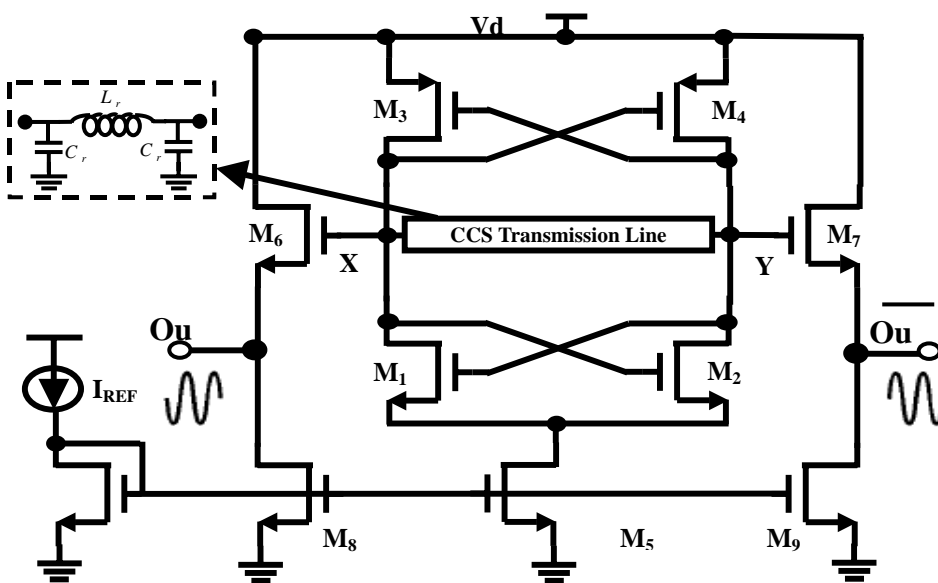 Vd
L r
C r
C r
M3
M4
M6
CCS Transmission Line
M7
X
Y
Ou
Ou
M1
M2
IREF
M8
M5
M9